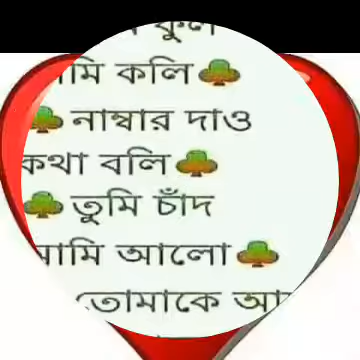 কলি ♣
♣ নাম্বার দাও
কথা বলি ♣
♣ তুমি চাঁদ
আমি আলো ♣
তোমাকে